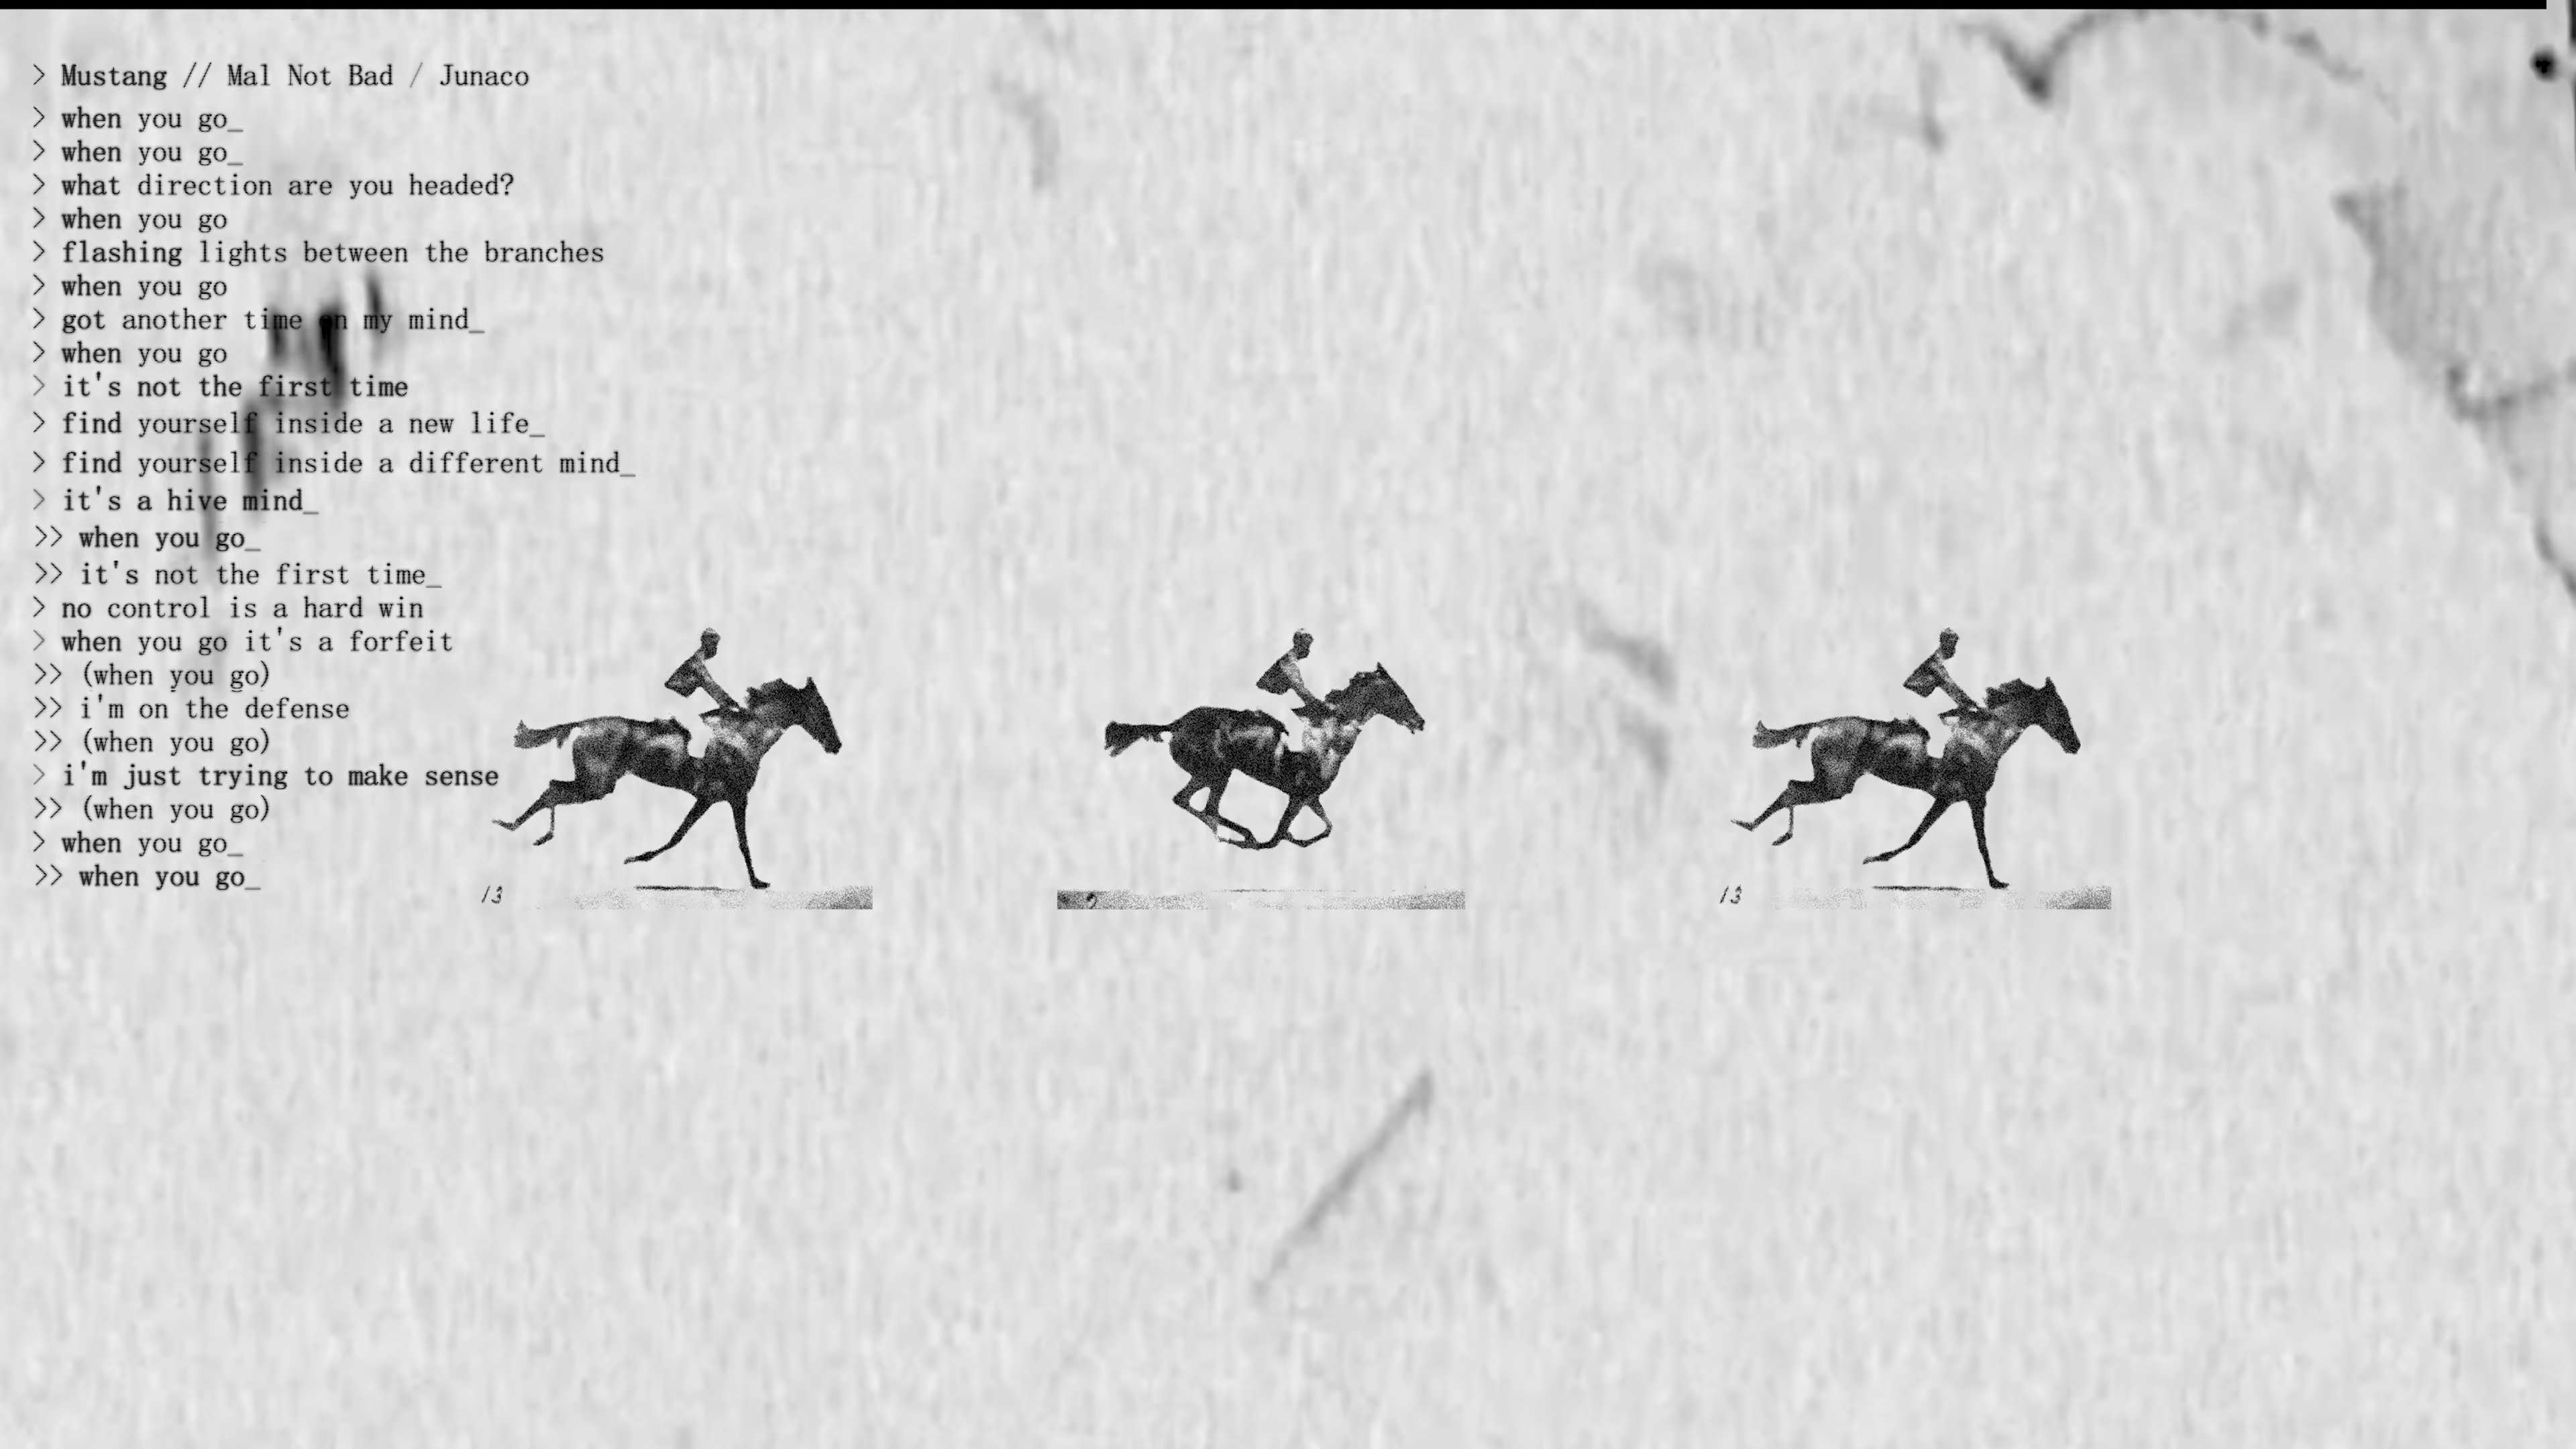 > Mustang // Mal Not Bad / Junaco
> when you go_
> when you go_
> what direction are you headed?
> when you go
> flashing lights between the branches
> when you go
> got another time on my mind_
> when you go
> it's not the first time
> find yourself inside a new life_
> find yourself inside a different mind_
> it's a hive mind_
>> when you go_
>> it's not the first time_
> no control is a hard win
> when you go it's a forfeit
>> (when you go)
>> i'm on the defense
>> (when you go)
> i'm just trying to make sense
>> (when you go)
> when you go_
>> when you go_
13
2
13